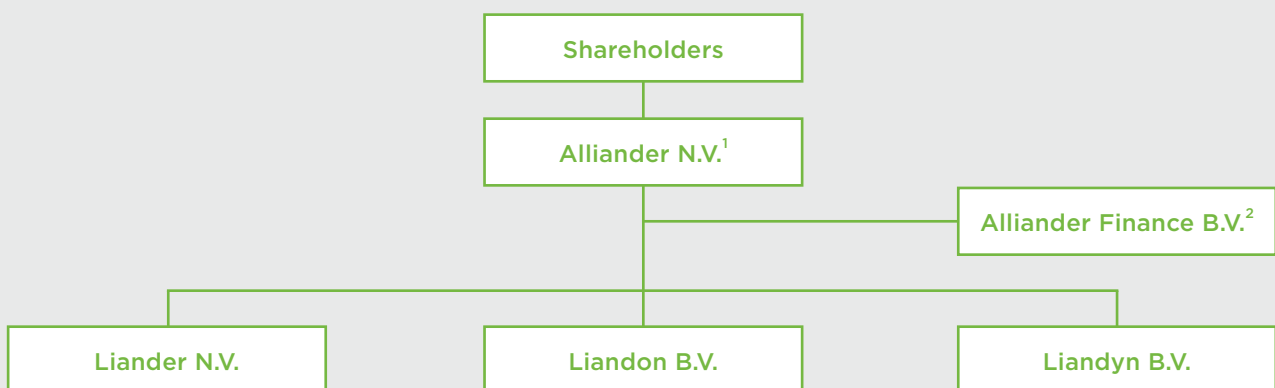 Shareholders
Alliander N.V.¹
Alliander Finance B.V.²
Liander N.V.
Liandon B.V.
Liandyn B.V.